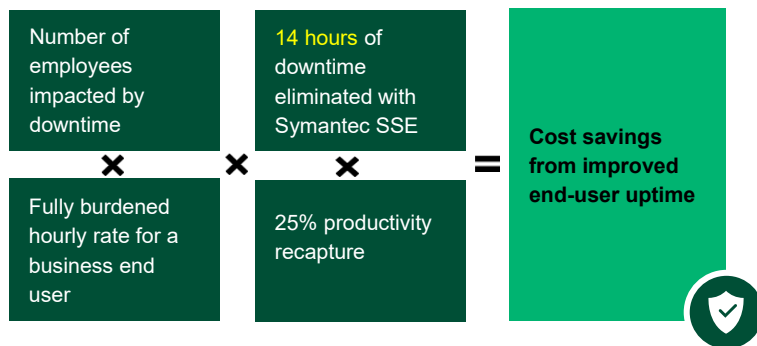 Number of
employees
impacted by
downtime
×
Fully burdened
hourly rate for a
business end
user
×
14 hours of
downtime
eliminated with
Symantec SSE
×
25% productivity
recapture
=
Cost savings
from improved
end-user uptime